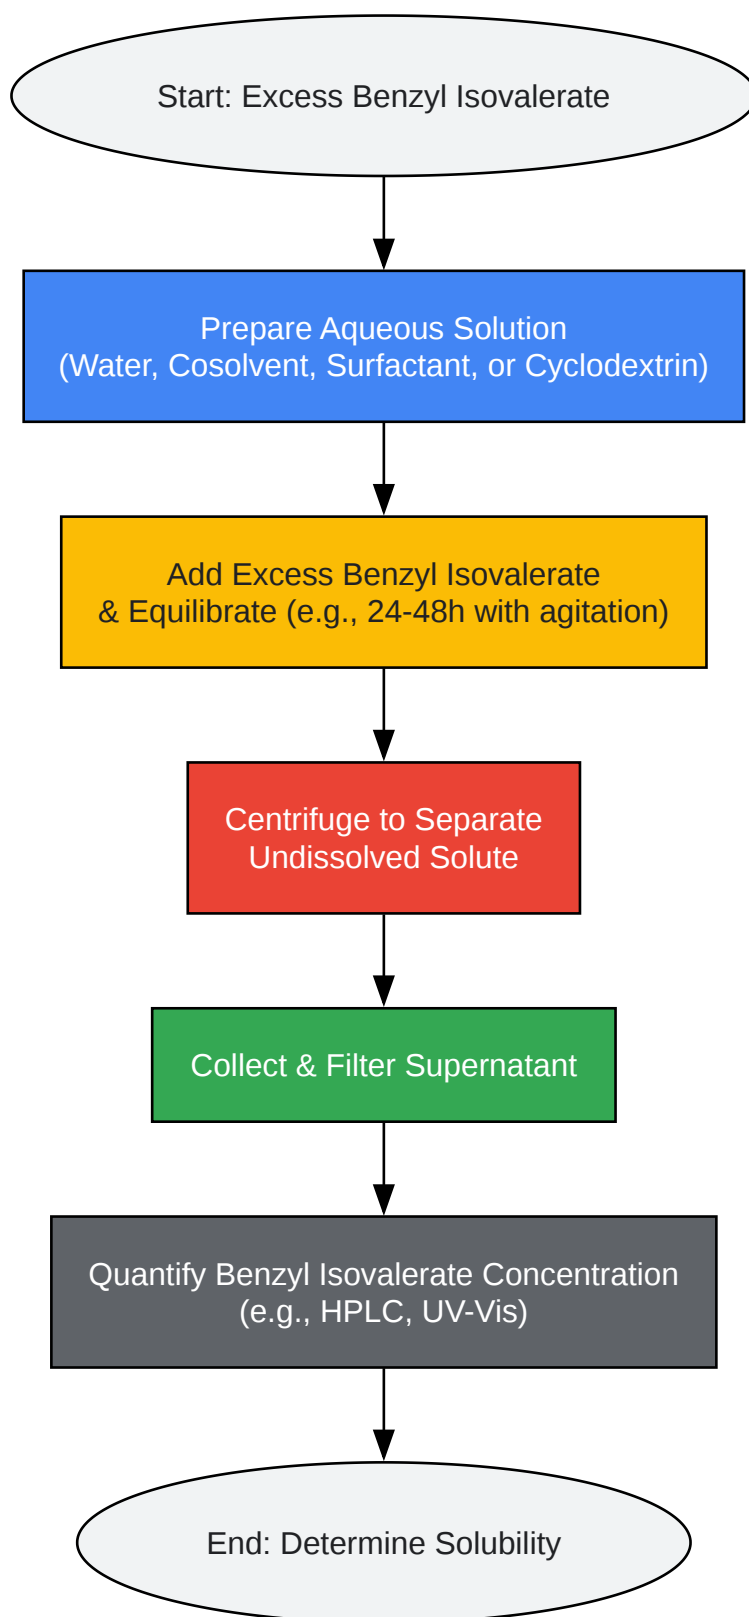 Start: Excess Benzyl Isovalerate
Prepare Aqueous Solution
(Water, Cosolvent, Surfactant, or Cyclodextrin)
Add Excess Benzyl Isovalerate
& Equilibrate (e.g., 24-48h with agitation)
Centrifuge to Separate
Undissolved Solute
Collect & Filter Supernatant
Quantify Benzyl Isovalerate Concentration
(e.g., HPLC, UV-Vis)
End: Determine Solubility